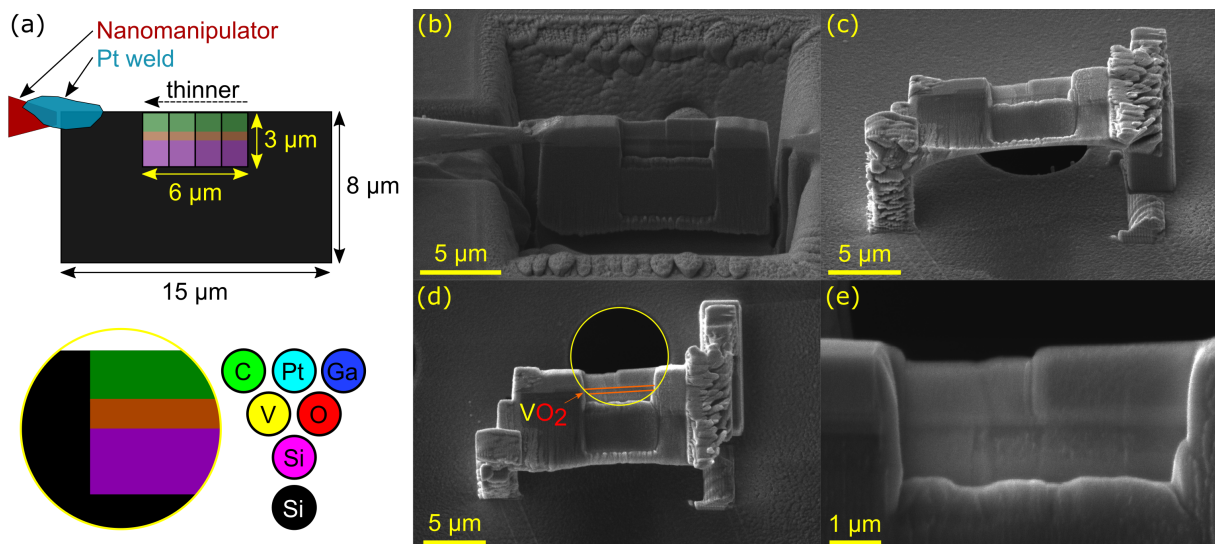 (a)
Nanomanipulator
Pt weld
thinner
3 µm
6 µm
8 µm
15 µm
C Pt Ga
V O
Si
Si
(b)
5 µm
(c)
5 µm
(d)
VO2
5 µm
(e)
1 µm